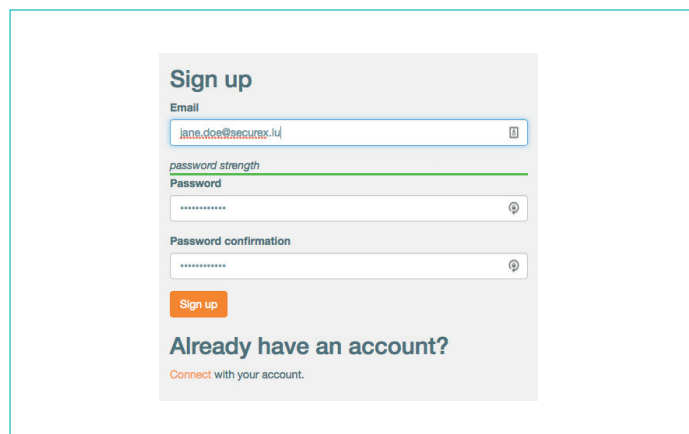 Sign up
Email
jane.doe@securex.lu
password strength
Password
••••••••••••
Password confirmation
••••••••••••
Sign up
Already have an account?
Connect with your account.